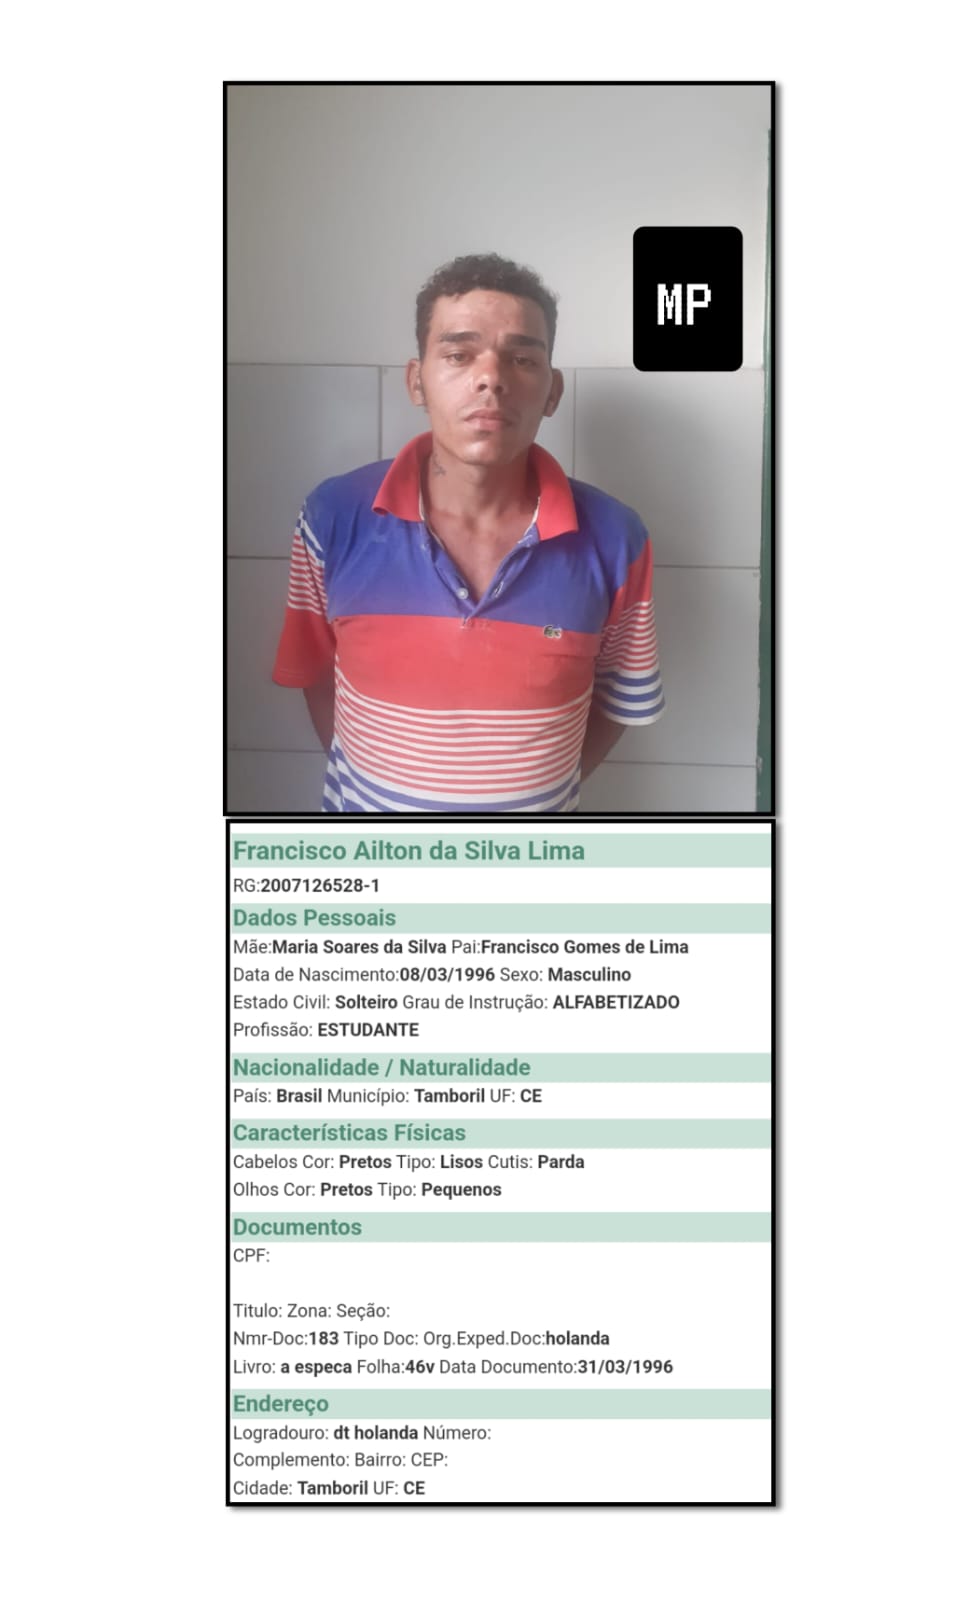 MP
Francisco Ailton da Silva Lima
RG:2007126528-1
Dados Pessoais
Mãe:Maria Soares da Silva Pai:Francisco Gomes de Lima
Data de Nascimento:08/03/1996 Sexo: Masculino
Estado Civil: Solteiro Grau de Instrução: ALFABETIZADO
Profissão: ESTUDANTE
Nacionalidade / Naturalidade
País: Brasil Município: Tamboril UF: CE
Características Físicas
Cabelos Cor: Pretos Tipo: Lisos Cutis: Parda
Olhos Cor: Pretos Tipo: Pequenos
Documentos
CPF:
Titulo: Zona: Seção:
Nmr-Doc:183 Tipo Doc: Org.Exped.Doc:holanda
Livro: a especa Folha:46v Data Documento:31/03/1996
Endereço
Logradouro: dt holanda Número:
Complemento: Bairro: CEP:
Cidade: Tamboril UF: CE